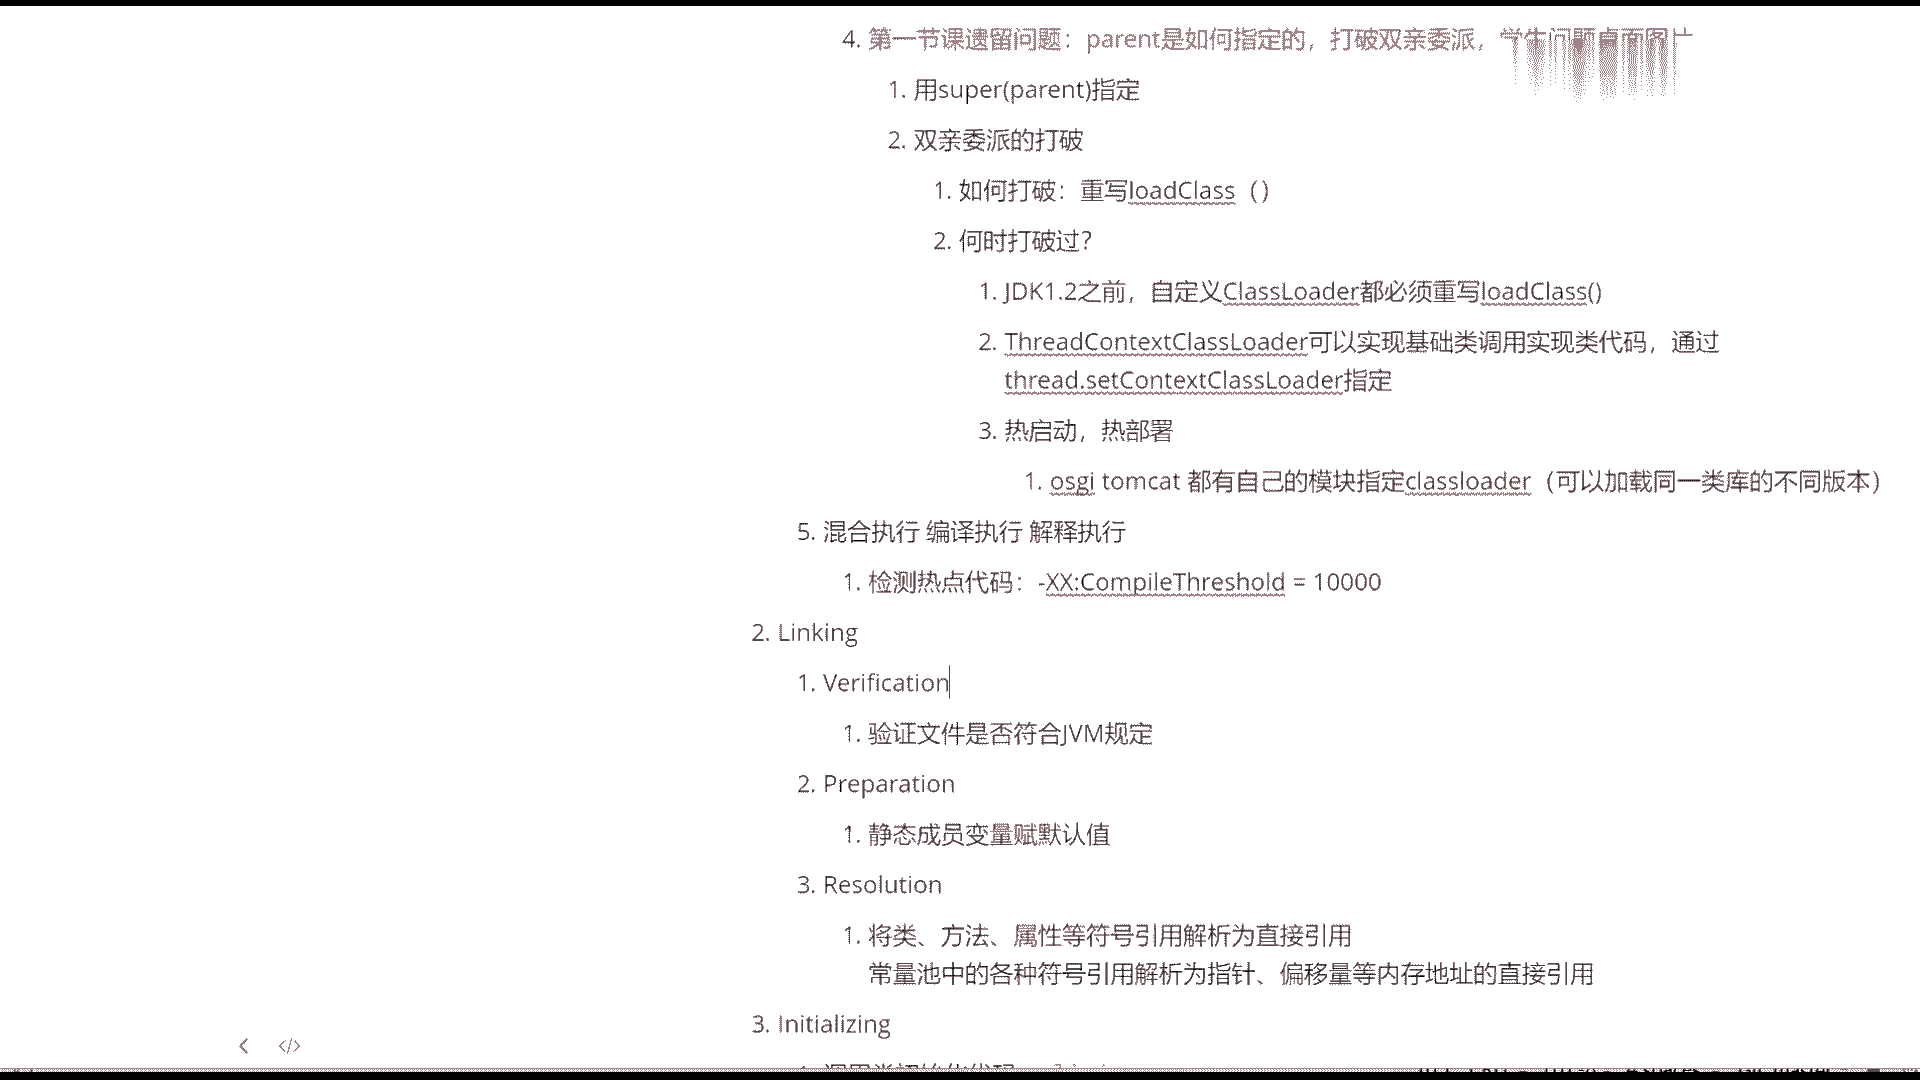 4. 第一节课遗留问题：parent是如何指定的，打破双亲委派，学生问题桌面图片
1. 用super(parent)指定
2. 双亲委派的打破
1. 如何打破：重写loadClass（）
2. 何时打破过？
1. JDK1.2之前，自定义ClassLoader都必须重写loadClass()
2. ThreadContextClassLoader可以实现基础类调用实现类代码，通过
thread.setContextClassLoader指定
3. 热启动，热部署
1. osgi tomcat 都有自己的模块指定classloader（可以加载同一类库的不同版本）
5. 混合执行 编译执行 解释执行
1. 检测热点代码：-XX:CompileThreshold = 10000
2. Linking
1. Verification
1. 验证文件是否符合JVM规定
2. Preparation
1. 静态成员变量赋默认值
3. Resolution
1. 将类、方法、属性等符号引用解析为直接引用
常量池中的各种符号引用解析为指针、偏移量等内存地址的直接引用
3. Initializing